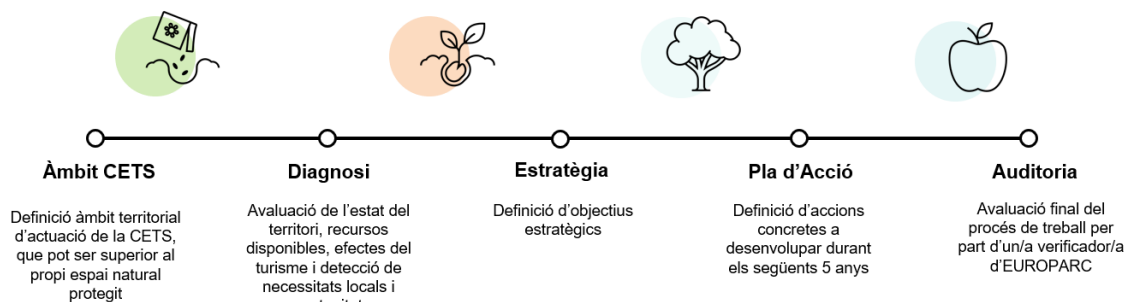 Àmbit CETS
Definició àmbit territorial
d'actuació de la CETS,
que pot ser superior al
propi espai natural
protegit
Diagnosi
Avaluació de l'estat del
territori, recursos
disponibles, efectes del
turisme i detecció de
necessitats locals i
Estratègia
Definició d'objectius
estratègics
Pla d'Acció
Definició d'accions
concretes a
desenvolupar durant
els següents 5 anys
Auditoria
Avaluació final del
procés de treball per
part d'un/a verificador/a
d'EUROPARC